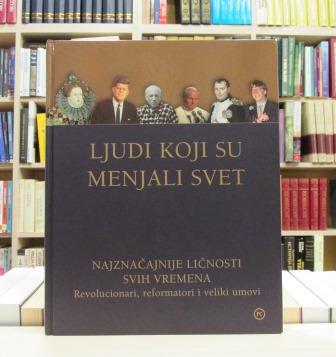 LJUDI KOJI SU
MENJALI SVET
NAJZNAČAJNIJE LIČNOSTI
SVIH VREMENA
Revolucionari, reformatori i veliki umovi